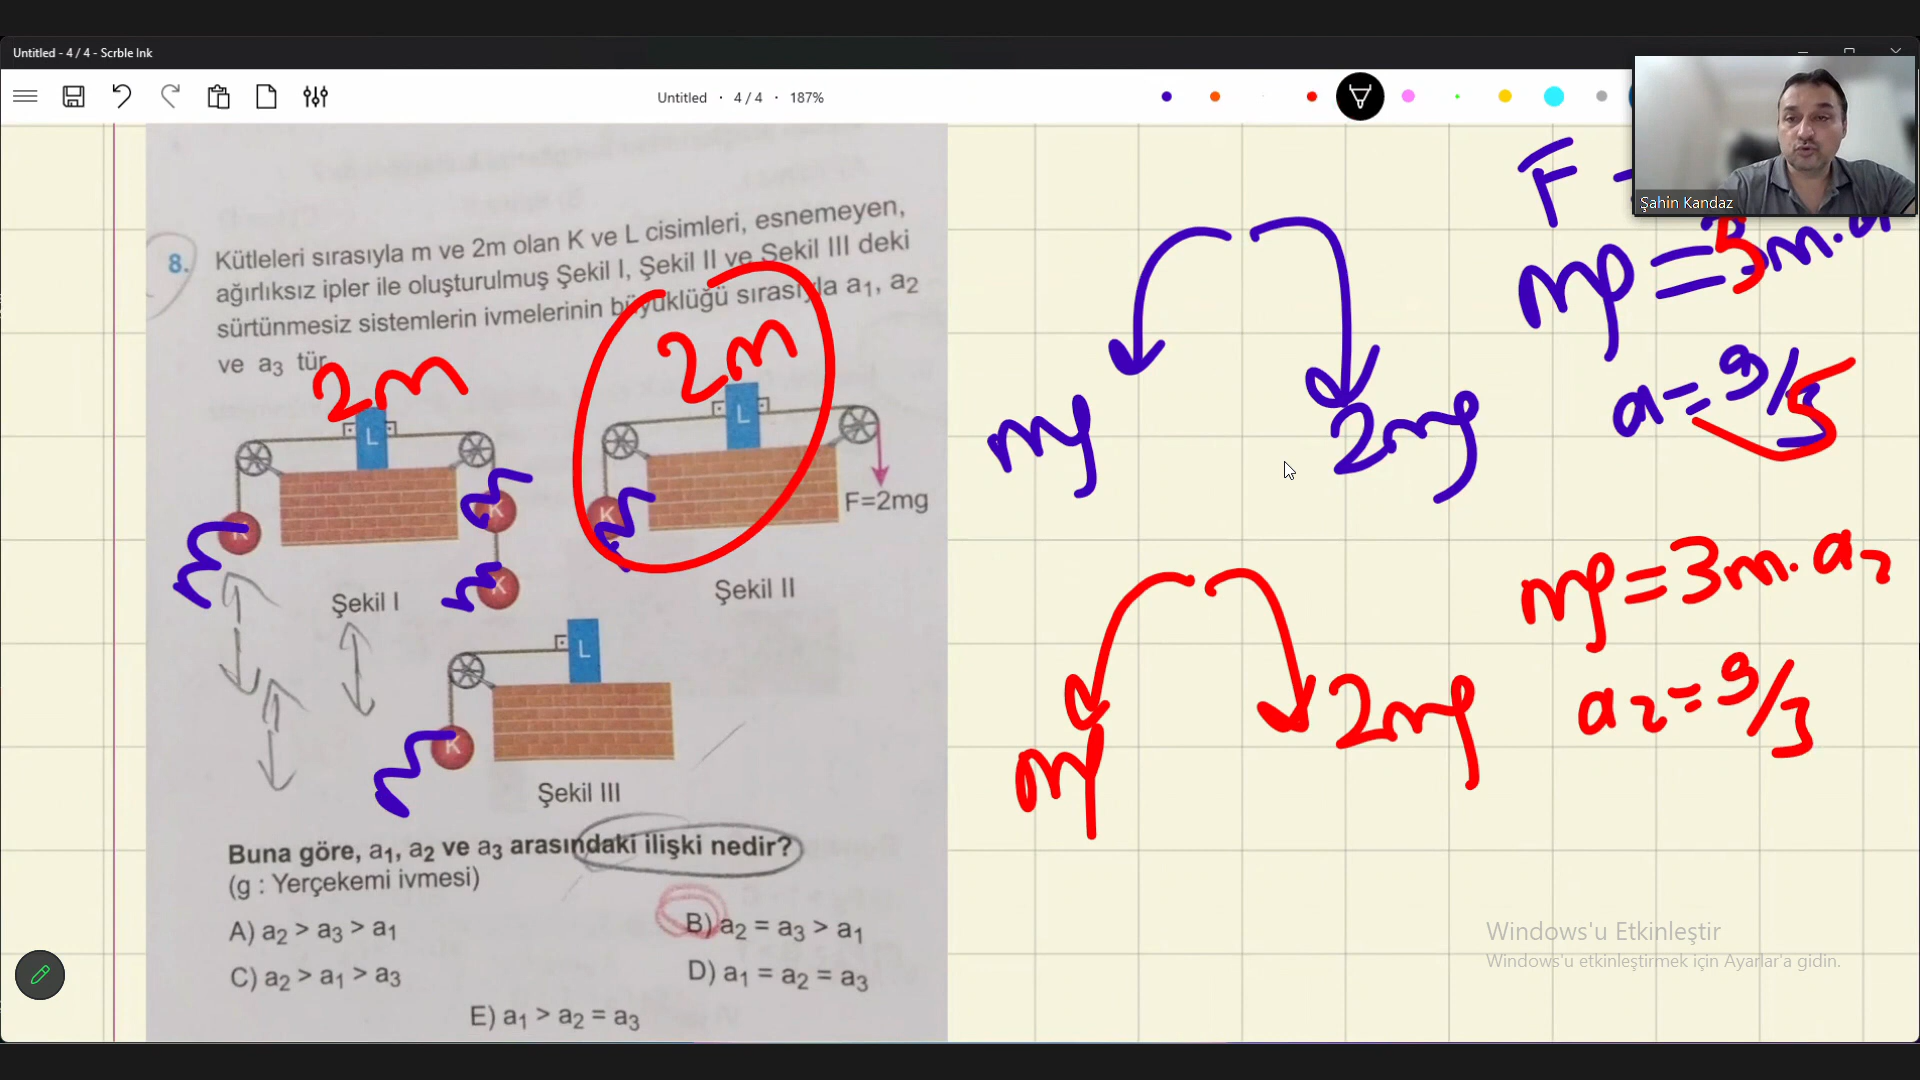 Untitled - 4 / 4 - Scrble Ink
Untitled · 4 / 4 · 187%
Şahin Kandaz
8. Kütleleri sırasıyla m ve 2m olan K ve L cisimleri, esnemeyen,
ağırlıksız ipler ile oluşturulmuş Şekil I, Şekil II ve Şekil III deki
sürtünmesiz sistemlerin ivmelerinin büyüklüğü sırasıyla a1, a2
ve a3 tür.
2m
2m
L
L
K
m
K
m
K
m
K
m
F=2mg
Şekil I
Şekil II
L
K
m
Şekil III
Buna göre, a1, a2 ve a3 arasındaki ilişki nedir?
(g : Yerçekemi ivmesi)
A) a2 > a3 > a1
B) a2 = a3 > a1
C) a2 > a1 > a3
D) a1 = a2 = a3
E) a1 > a2 = a3
mg
2mg
mg
2mg
F
mg = 5m.a
a = g/5
mg = 3m.a2
a2 = g/3
Windows'u Etkinleştir
Windows'u etkinleştirmek için Ayarlar'a gidin.